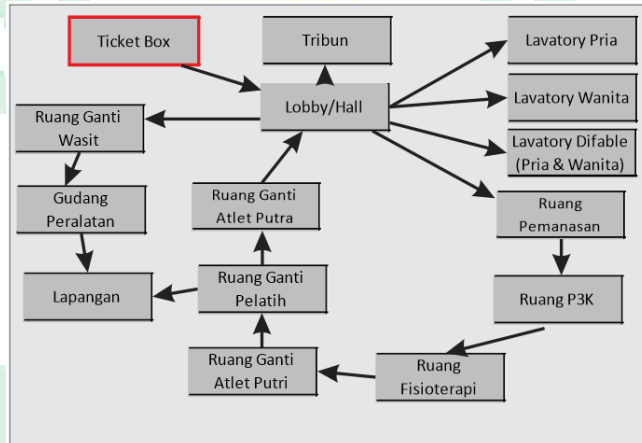 Ticket Box
Tribun
Lavatory Pria
Lobby/Hall
Lavatory Wanita
Ruang Ganti
Wasit
Lavatory Difable
(Pria & Wanita)
Gudang
Peralatan
Ruang Ganti
Atlet Putra
Ruang
Pemanasan
Lapangan
Ruang Ganti
Pelatih
Ruang P3K
Ruang Ganti
Atlet Putri
Ruang
Fisioterapi